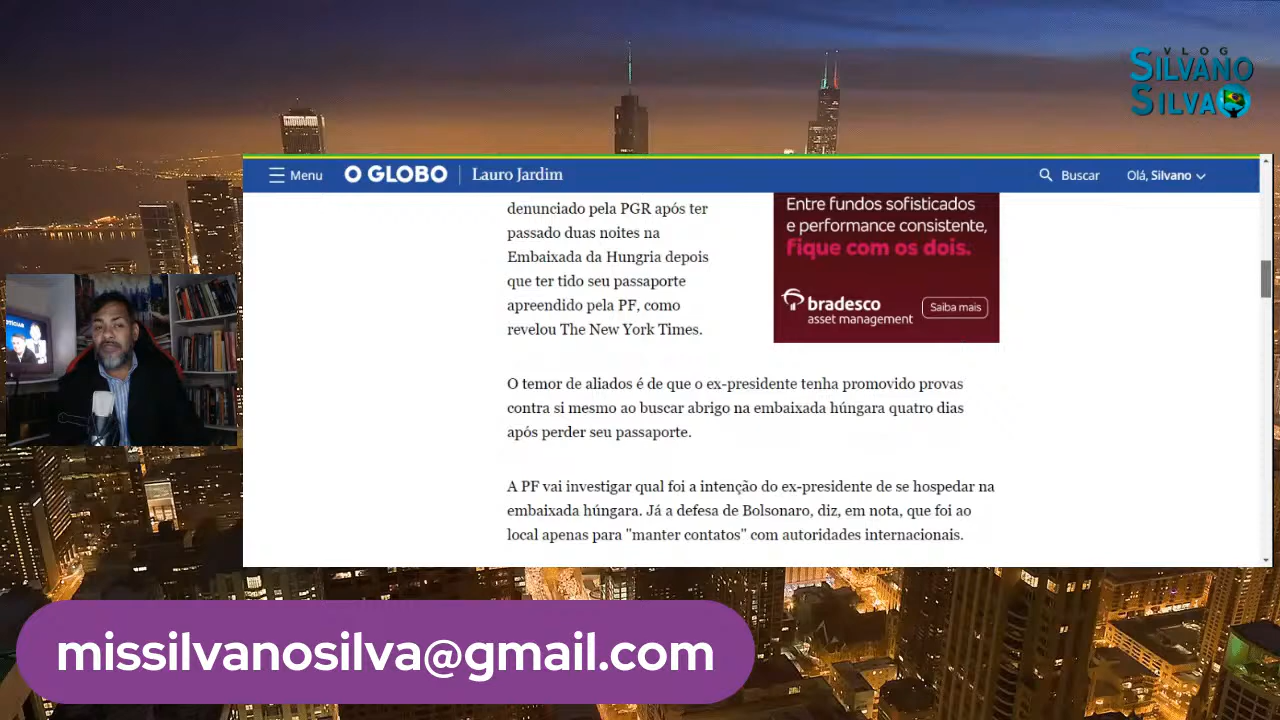 VLOG
SILVANO
SILVA
O GLOBO
Lauro Jardim
Menu
Buscar
Olá, Silvano
denunciado pela PGR após ter
passado duas noites na
Embaixada da Hungria depois
que ter tido seu passaporte
apreendido pela PF, como
revelou The New York Times.
Entre fundos sofisticados
e performance consistente,
fique com os dois.
bradesco
asset management
Saiba mais
O temor de aliados é de que o ex-presidente tenha promovido provas
contra si mesmo ao buscar abrigo na embaixada húngara quatro dias
após perder seu passaporte.
A PF vai investigar qual foi a intenção do ex-presidente de se hospedar na
embaixada húngara. Já a defesa de Bolsonaro, diz, em nota, que foi ao
local apenas para "manter contatos" com autoridades internacionais.
missilvanosilva@gmail.com